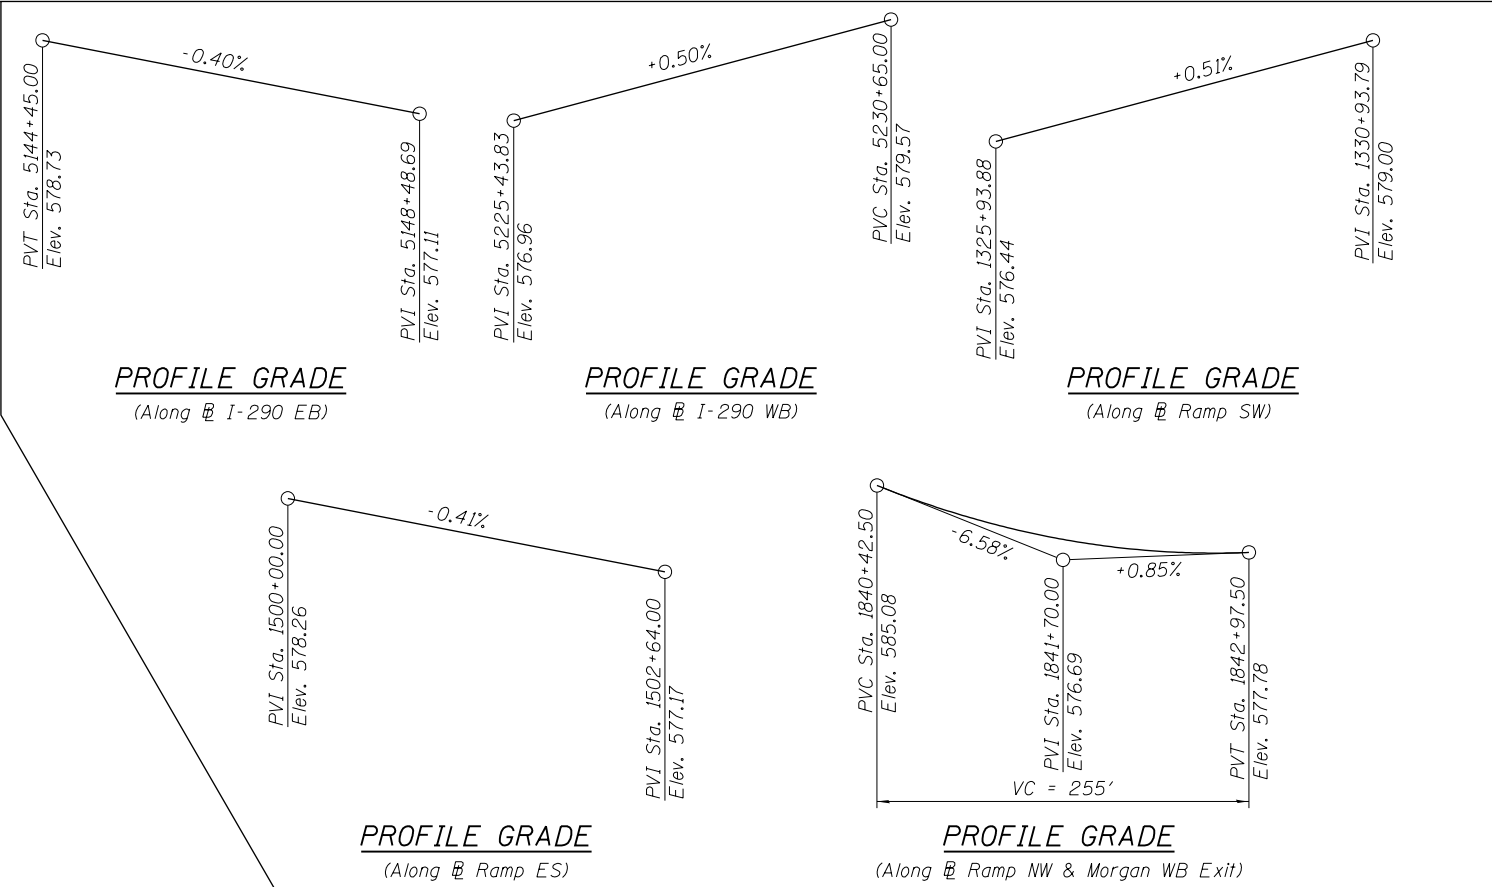 -0.40%
PVT Sta. 5144+45.00
Elev. 578.73
PVI Sta. 5148+48.69
Elev. 577.11
PROFILE GRADE
(Along ⅊ I-290 EB)
+0.50%
PVI Sta. 5225+43.83
Elev. 576.96
PVC Sta. 5230+65.00
Elev. 579.57
PROFILE GRADE
(Along ⅊ I-290 WB)
+0.51%
PVI Sta. 1325+93.88
Elev. 576.44
PVI Sta. 1330+93.79
Elev. 579.00
PROFILE GRADE
(Along ⅊ Ramp SW)
-0.41%
PVI Sta. 1500+00.00
Elev. 578.26
PVI Sta. 1502+64.00
Elev. 577.17
PROFILE GRADE
(Along ⅊ Ramp ES)
-6.58%
+0.85%
PVC Sta. 1840+42.50
Elev. 585.08
PVI Sta. 1841+70.00
Elev. 576.69
PVT Sta. 1842+97.50
Elev. 577.78
VC = 255'
PROFILE GRADE
(Along ⅊ Ramp NW & Morgan WB Exit)